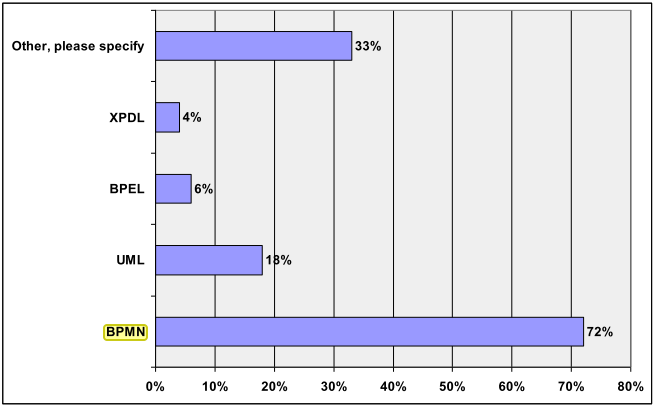 Other, please specify 33%
XPDL 4%
BPEL 6%
UML 18%
BPMN 72%
0% 10% 20% 30% 40% 50% 60% 70% 80%